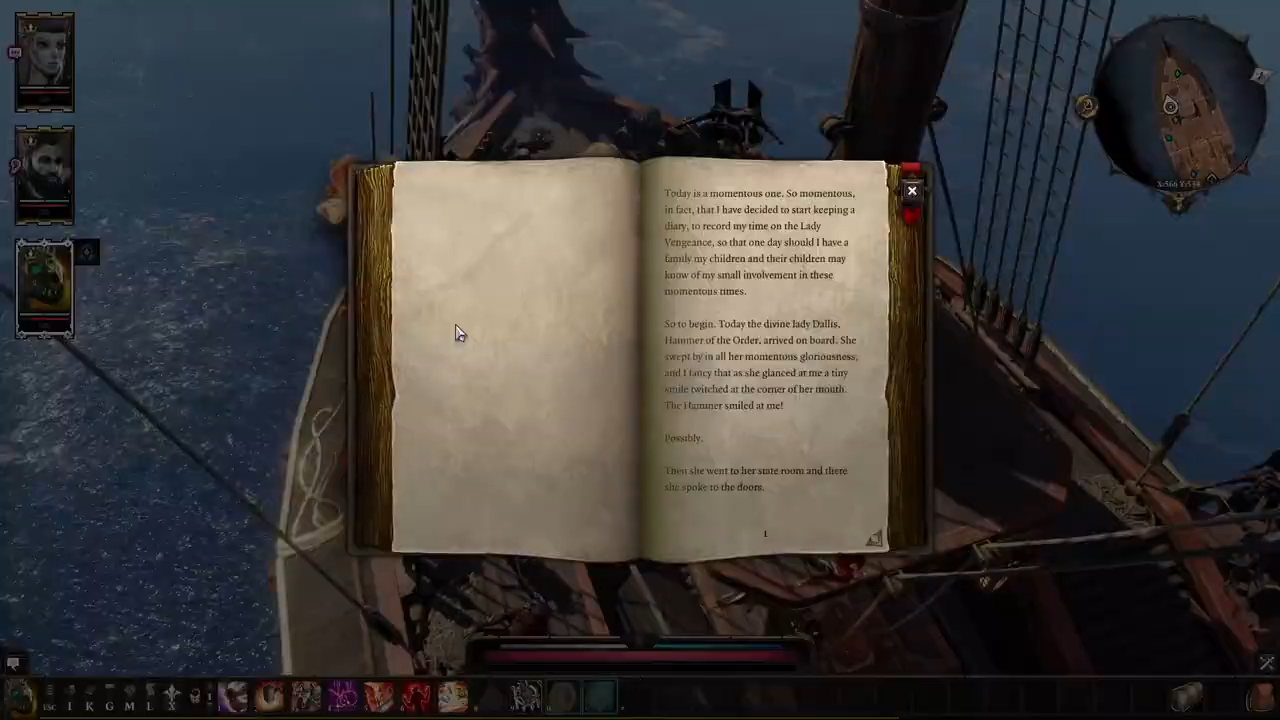 Today is a momentous one. So momentous,
in fact, that I have decided to start keeping a
diary, to record my time on the Lady
Vengeance, so that one day should I have a
family my children and their children may
know of my small involvement in these
momentous times.
So to begin. Today the divine lady Dallis,
Hammer of the Order, arrived on board. She
swept by in all her momentous gloriousness,
and I fancy that as she glanced at me a tiny
smile twitched at the corner of her mouth.
The Hammer smiled at me!
Possibly.
Then she went to her state room and there
she spoke to the doors.
1
X:566 Y:538
ESC I K G M L X